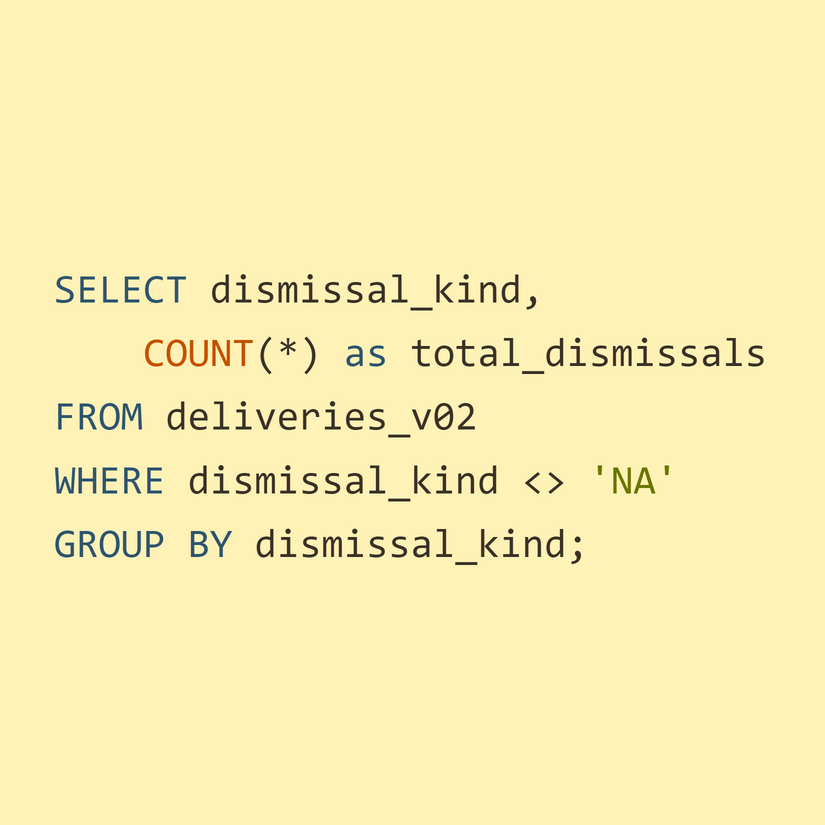 SELECT dismissal_kind,
    COUNT(*) as total_dismissals
FROM deliveries_v02
WHERE dismissal_kind <> 'NA'
GROUP BY dismissal_kind;